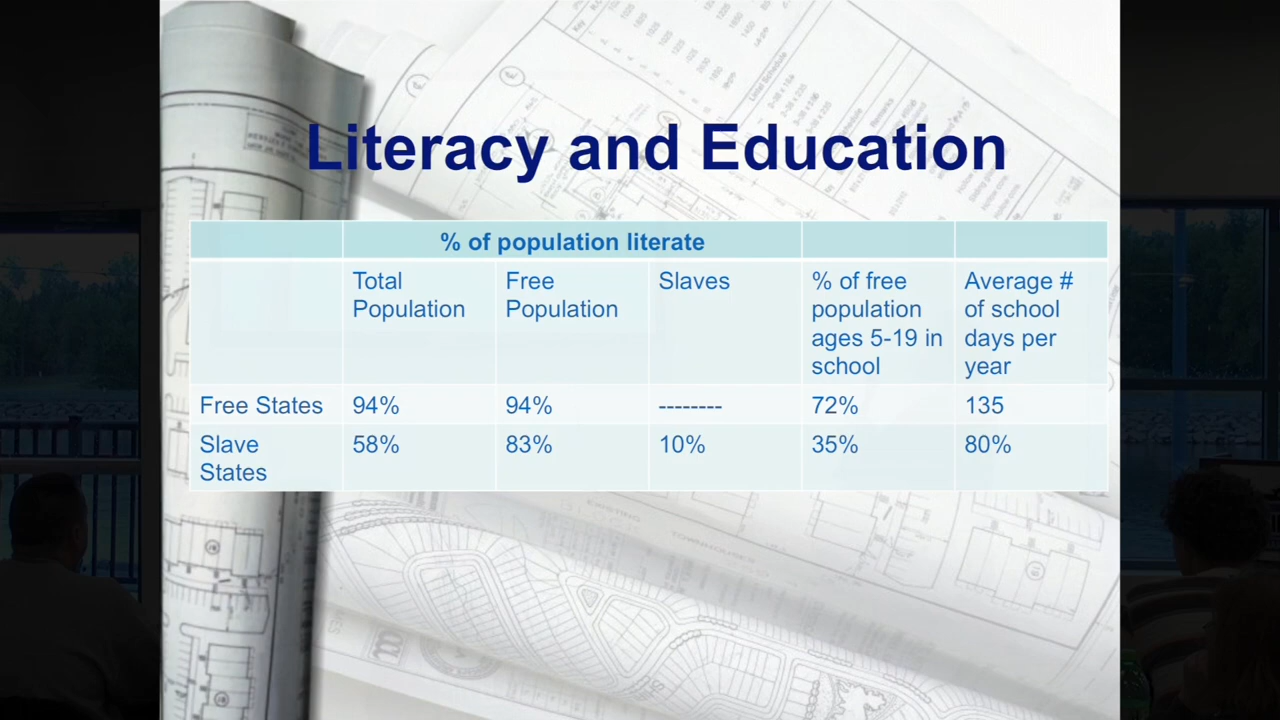 Literacy and Education
% of population literate
Total Population
Free Population
Slaves
% of free population ages 5-19 in school
Average # of school days per year
Free States 94% 94% -------- 72% 135
Slave States 58% 83% 10% 35% 80%
EXISTING
TOWNHOUSES